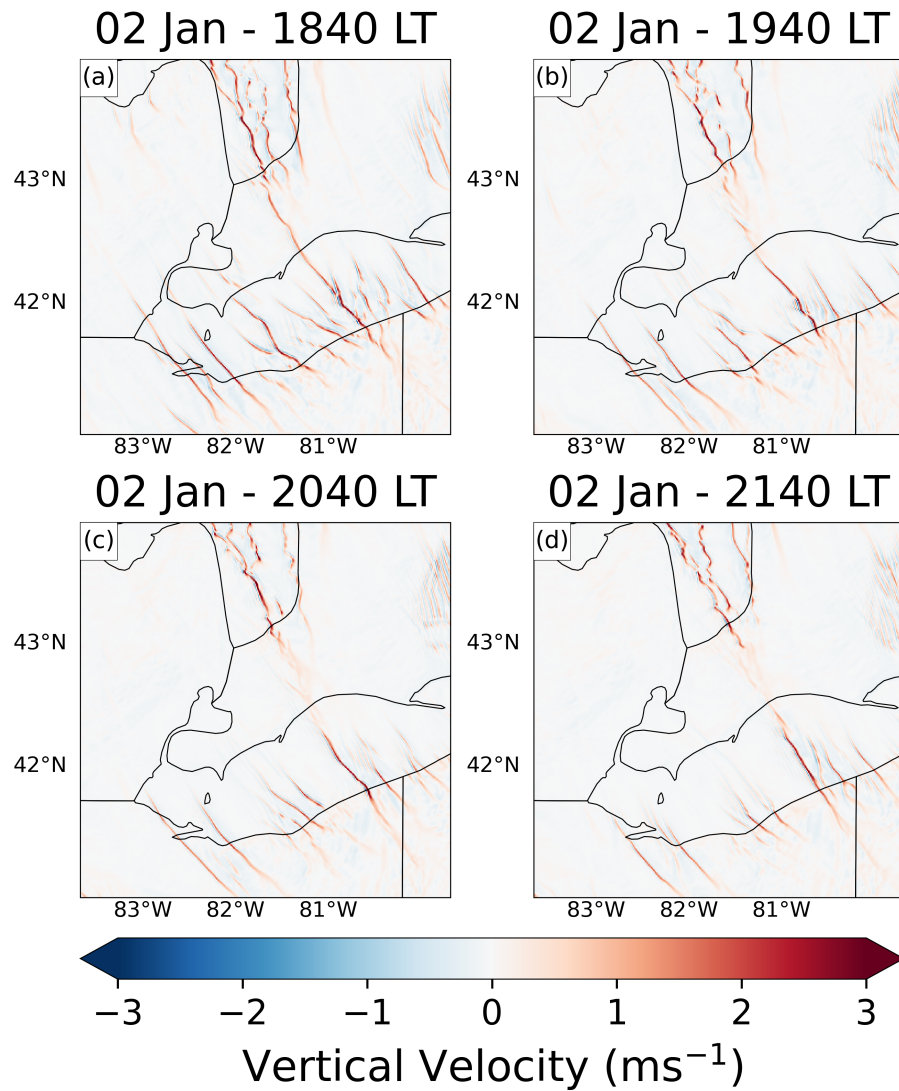 02 Jan - 1840 LT
02 Jan - 1940 LT
(a)
(b)
43°N
43°N
42°N
42°N
83°W 82°W 81°W
83°W 82°W 81°W
02 Jan - 2040 LT
02 Jan - 2140 LT
(c)
(d)
43°N
43°N
42°N
42°N
83°W 82°W 81°W
83°W 82°W 81°W
−3 −2 −1 0 1 2 3
Vertical Velocity (ms⁻¹)